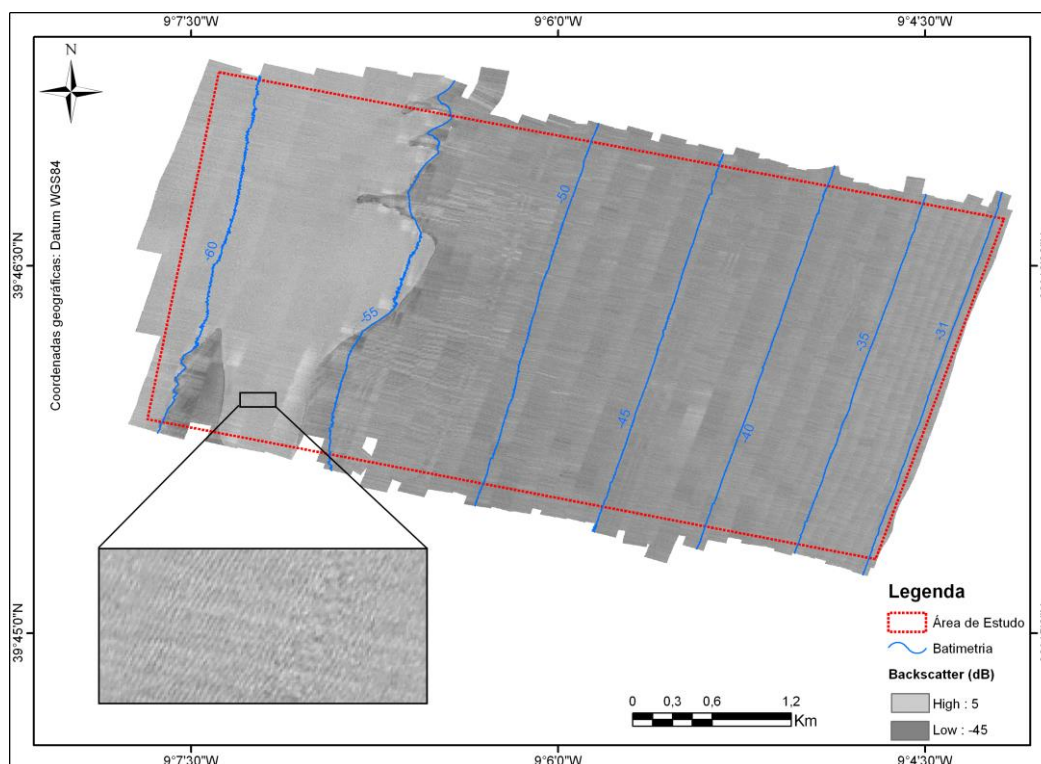 9°7'30"W
9°6'0"W
9°4'30"W
N
Coordenadas geográficas: Datum WGS84
39°46'30"N
39°45'0"N
-60
-55
-50
-45
-40
-35
-31
Legenda
Área de Estudo
Batimetria
Backscatter (dB)
High : 5
Low : -45
0 0,3 0,6 1,2
Km
9°7'30"W
9°6'0"W
9°4'30"W